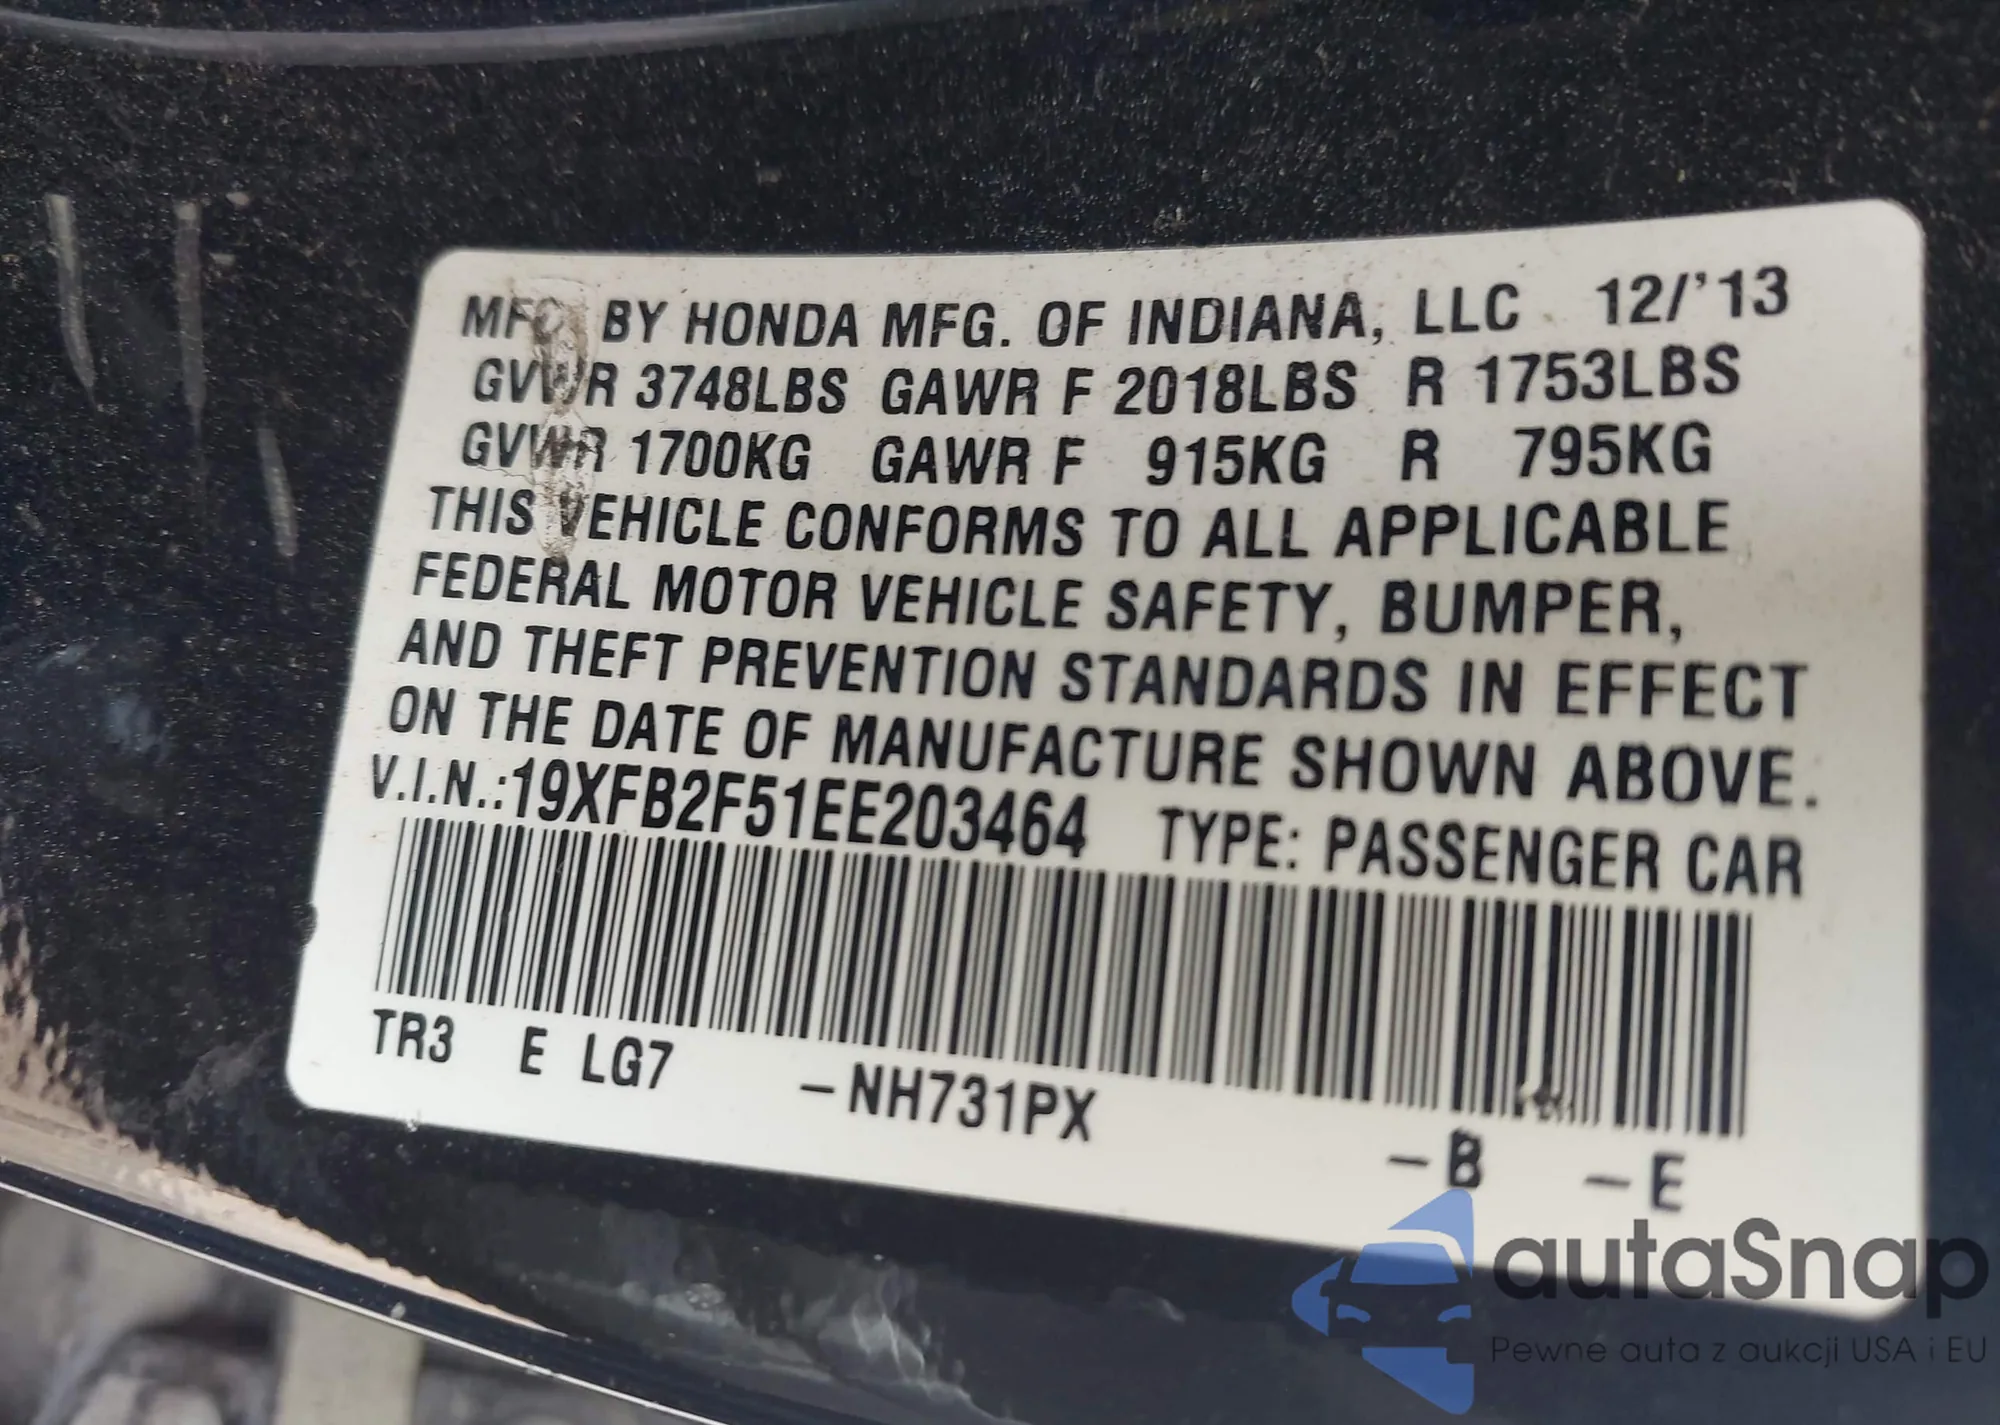 MFD. BY HONDA MFG. OF INDIANA, LLC 12/'13
GVWR 3748LBS GAWR F 2018LBS R 1753LBS
GVWR 1700KG GAWR F 915KG R 795KG
THIS VEHICLE CONFORMS TO ALL APPLICABLE
FEDERAL MOTOR VEHICLE SAFETY, BUMPER,
AND THEFT PREVENTION STANDARDS IN EFFECT
ON THE DATE OF MANUFACTURE SHOWN ABOVE.
V.I.N.:19XFB2F51EE203464 TYPE: PASSENGER CAR
TR3 E LG7 -NH731PX -B -E
autaSnap
Pewne auta z aukcji USA i EU